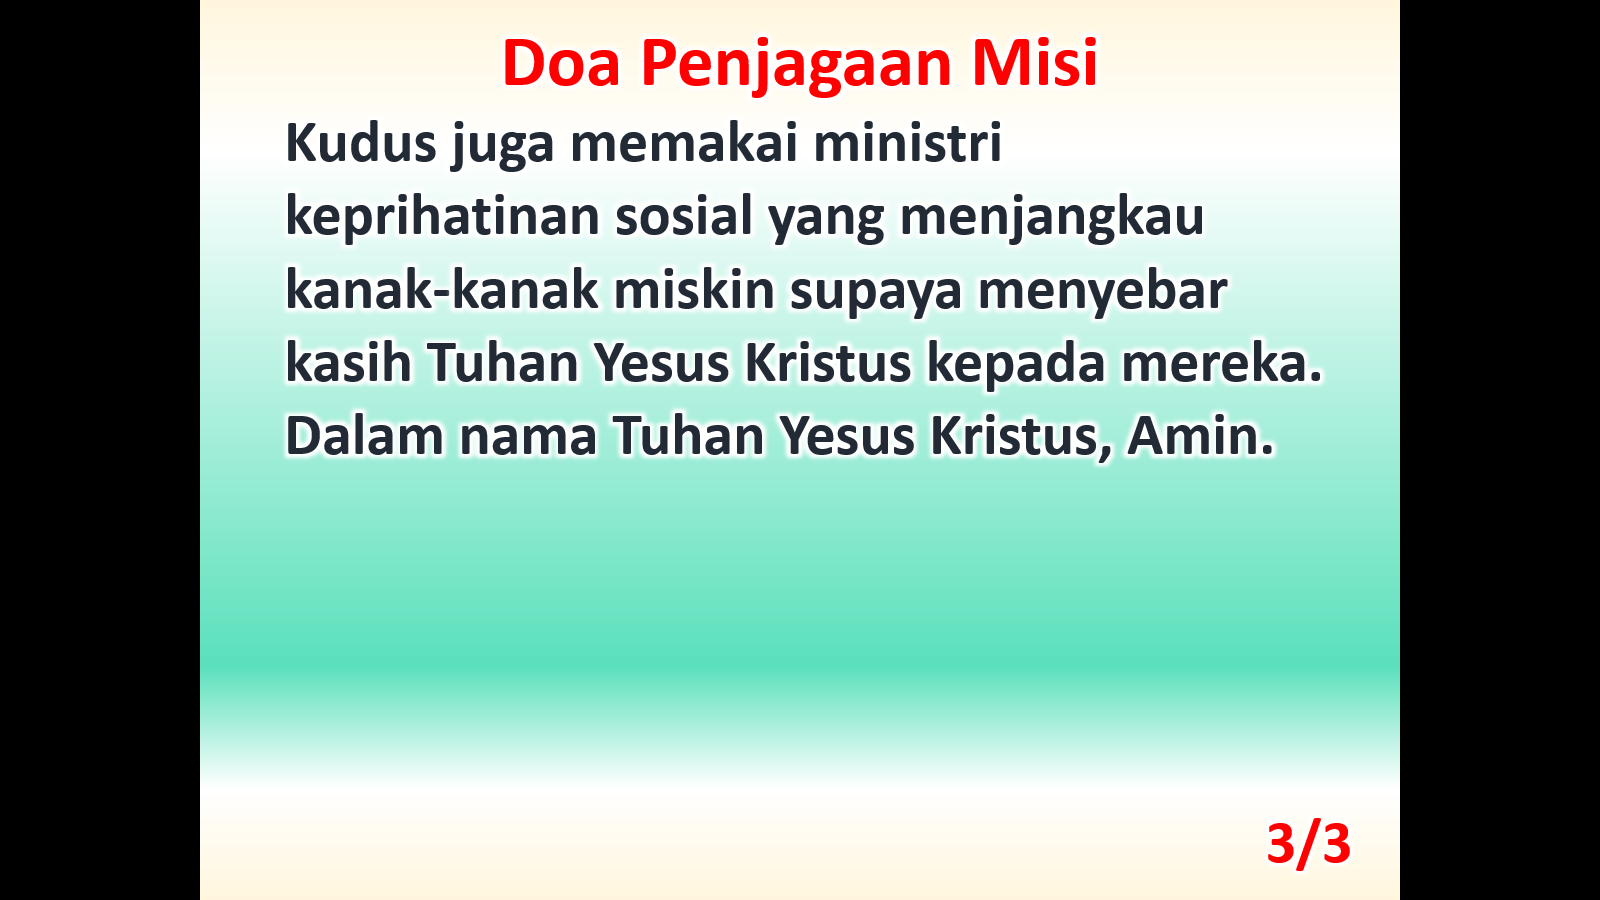 Doa Penjagaan Misi
Kudus juga memakai ministri
keprihatinan sosial yang menjangkau
kanak-kanak miskin supaya menyebar
kasih Tuhan Yesus Kristus kepada mereka.
Dalam nama Tuhan Yesus Kristus, Amin.
3/3